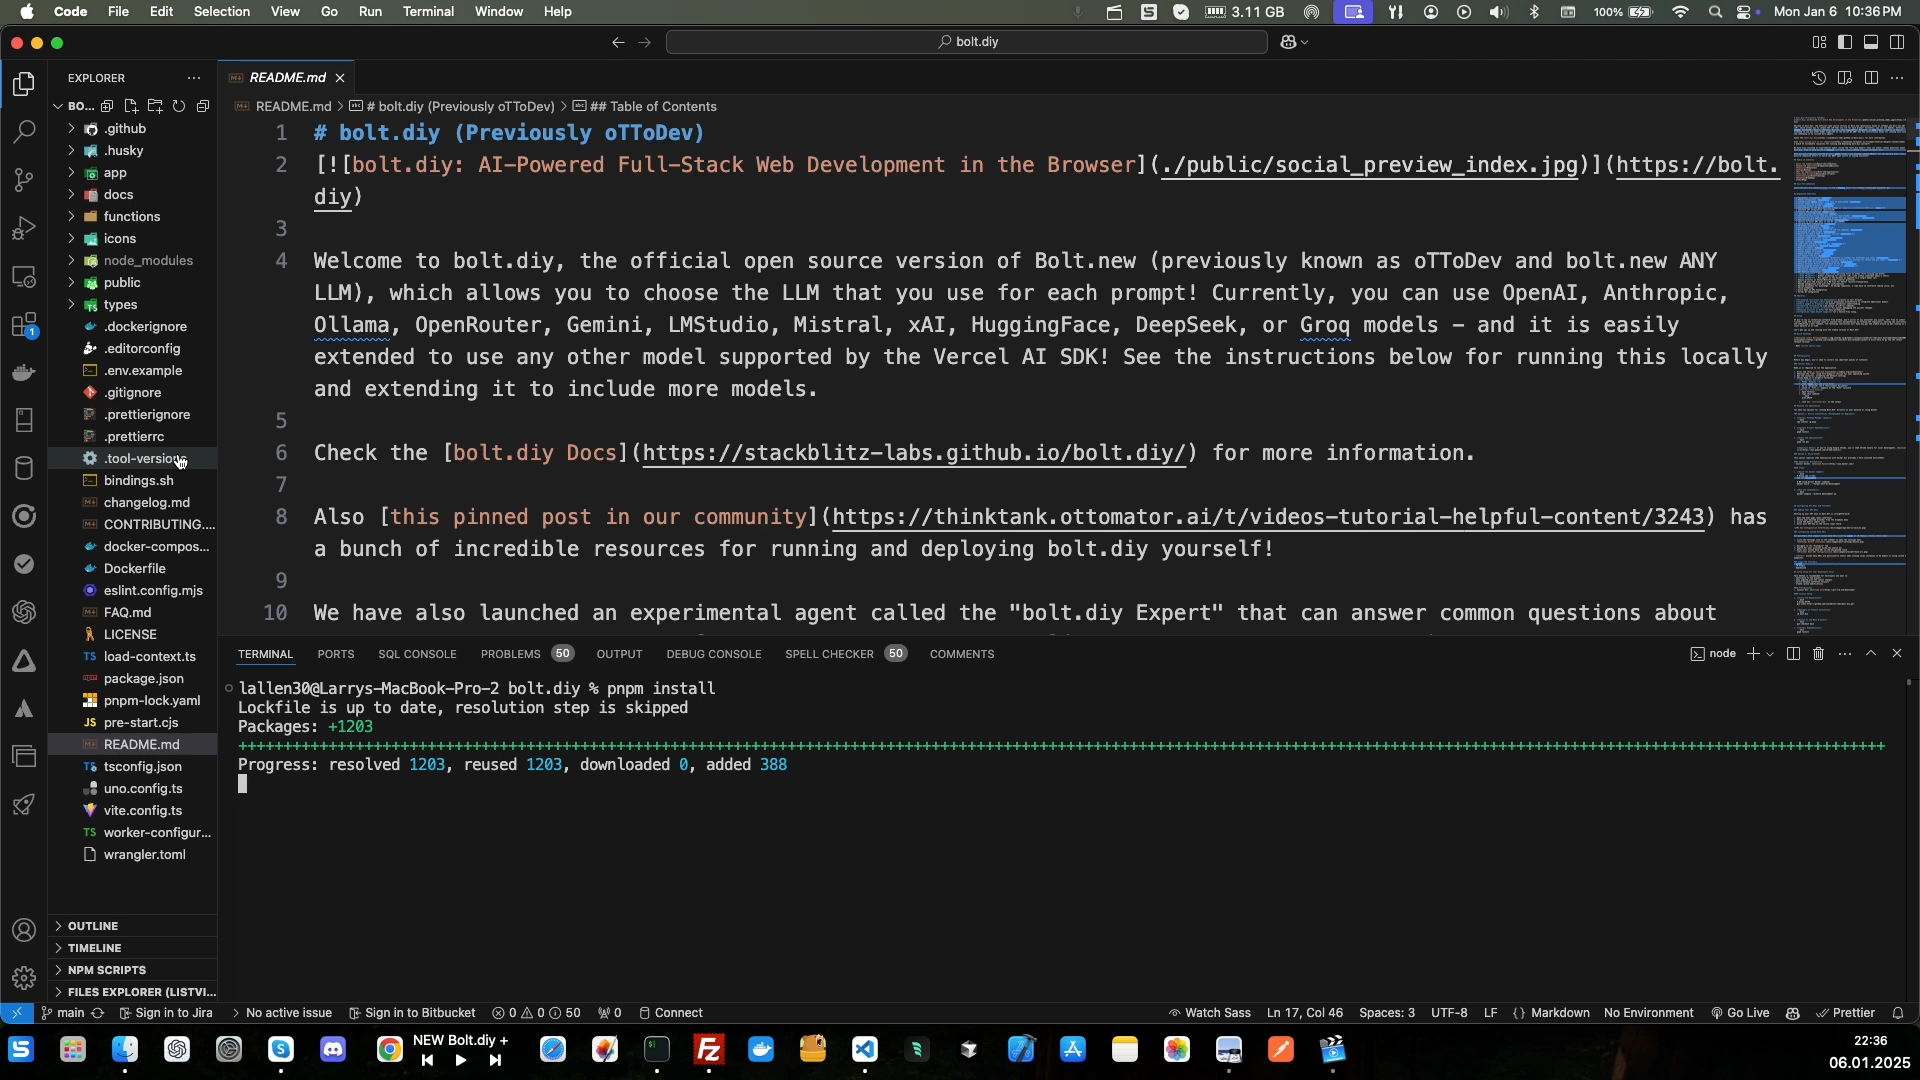 Code File Edit Selection View Go Run Terminal Window Help
3.11 GB 100% Mon Jan 6 10:36 PM
bolt.diy
EXPLORER
BO...
.github
.husky
app
docs
functions
icons
node_modules
public
types
.dockerignore
.editorconfig
.env.example
.gitignore
.prettierignore
.prettierrc
.tool-versions
bindings.sh
changelog.md
CONTRIBUTING....
docker-compos...
Dockerfile
eslint.config.mjs
FAQ.md
LICENSE
load-context.ts
package.json
pnpm-lock.yaml
pre-start.cjs
README.md
tsconfig.json
uno.config.ts
vite.config.ts
worker-configur...
wrangler.toml
OUTLINE
TIMELINE
NPM SCRIPTS
FILES EXPLORER (LISTVI...
README.md
README.md > # bolt.diy (Previously oTToDev) > ## Table of Contents
1 # bolt.diy (Previously oTToDev)
2 [![bolt.diy: AI-Powered Full-Stack Web Development in the Browser](./public/social_preview_index.jpg)](https://bolt.
diy)
3
4 Welcome to bolt.diy, the official open source version of Bolt.new (previously known as oTToDev and bolt.new ANY
LLM), which allows you to choose the LLM that you use for each prompt! Currently, you can use OpenAI, Anthropic,
Ollama, OpenRouter, Gemini, LMStudio, Mistral, xAI, HuggingFace, DeepSeek, or Groq models - and it is easily
extended to use any other model supported by the Vercel AI SDK! See the instructions below for running this locally
and extending it to include more models.
5
6 Check the [bolt.diy Docs](https://stackblitz-labs.github.io/bolt.diy/) for more information.
7
8 Also [this pinned post in our community](https://thinktank.ottomator.ai/t/videos-tutorial-helpful-content/3243) has
a bunch of incredible resources for running and deploying bolt.diy yourself!
9
10 We have also launched an experimental agent called the "bolt.diy Expert" that can answer common questions about
TERMINAL PORTS SQL CONSOLE PROBLEMS 50 OUTPUT DEBUG CONSOLE SPELL CHECKER 50 COMMENTS
node
lallen30@Larrys-MacBook-Pro-2 bolt.diy % pnpm install
Lockfile is up to date, resolution step is skipped
Packages: +1203
Progress: resolved 1203, reused 1203, downloaded 0, added 388
main Sign in to Jira No active issue Sign in to Bitbucket 0 0 50 0 Connect
Watch Sass Ln 17, Col 46 Spaces: 3 UTF-8 LF {} Markdown No Environment Go Live Prettier
NEW Bolt.diy +
22:36
06.01.2025